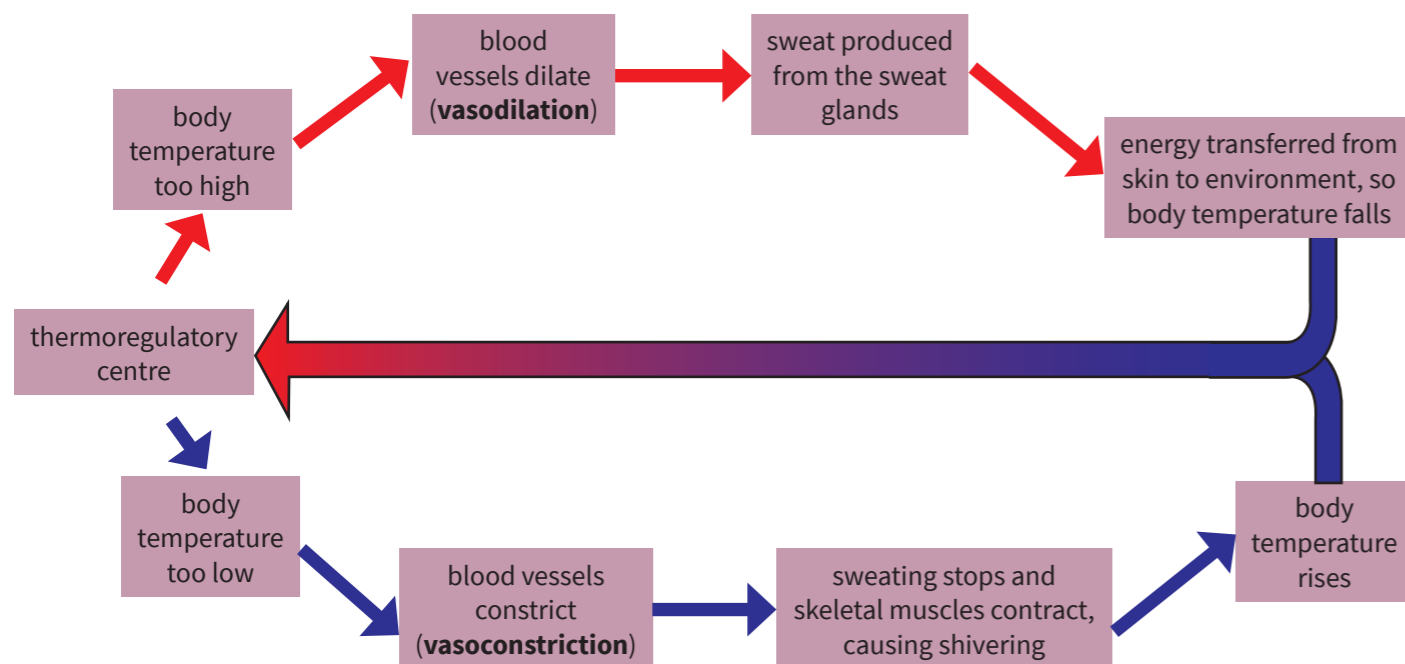 blood
vessels dilate
(vasodilation)
sweat produced
from the sweat
glands
body
temperature
too high
energy transferred from
skin to environment, so
body temperature falls
thermoregulatory
centre
body
temperature
too low
blood vessels
constrict
(vasoconstriction)
sweating stops and
skeletal muscles contract,
causing shivering
body
temperature
rises